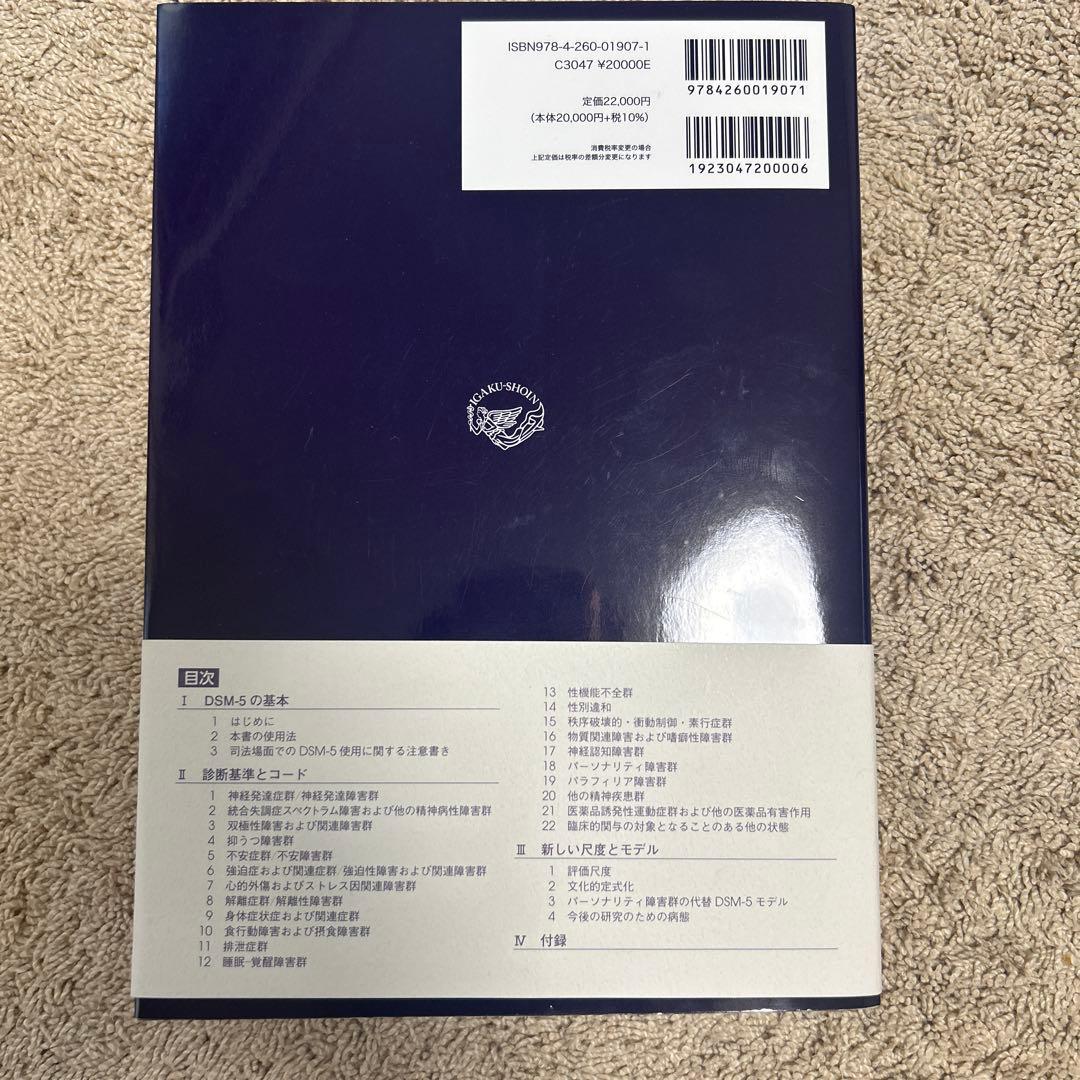 ISBN978-4-260-01907-1
C3047 ¥20000E
定価22,000円
(本体20,000円+税10%)
消費税率変更の場合
上記定価は税率の差額分変更になります
9784260019071
1923047200006
IGAKU-SHOIN
目次
Ⅰ DSM-5の基本
1 はじめに
2 本書の使用法
3 司法場面でのDSM-5使用に関する注意書き
Ⅱ 診断基準とコード
1 神経発達症群/神経発達障害群
2 統合失調症スペクトラム障害および他の精神病性障害群
3 双極性障害および関連障害群
4 抑うつ障害群
5 不安症群/不安障害群
6 強迫症および関連症群/強迫性障害および関連障害群
7 心的外傷およびストレス因関連障害群
8 解離症群/解離性障害群
9 身体症状症および関連症群
10 食行動障害および摂食障害群
11 排泄症群
12 睡眠-覚醒障害群
13 性機能不全群
14 性別違和
15 秩序破壊的・衝動制御・素行症群
16 物質関連障害および嗜癖性障害群
17 神経認知障害群
18 パーソナリティ障害群
19 パラフィリア障害群
20 他の精神疾患群
21 医薬品誘発性運動症群および他の医薬品有害作用
22 臨床的関与の対象となることのある他の状態
Ⅲ 新しい尺度とモデル
1 評価尺度
2 文化的定式化
3 パーソナリティ障害群の代替DSM-5モデル
4 今後の研究のための病態
Ⅳ 付録